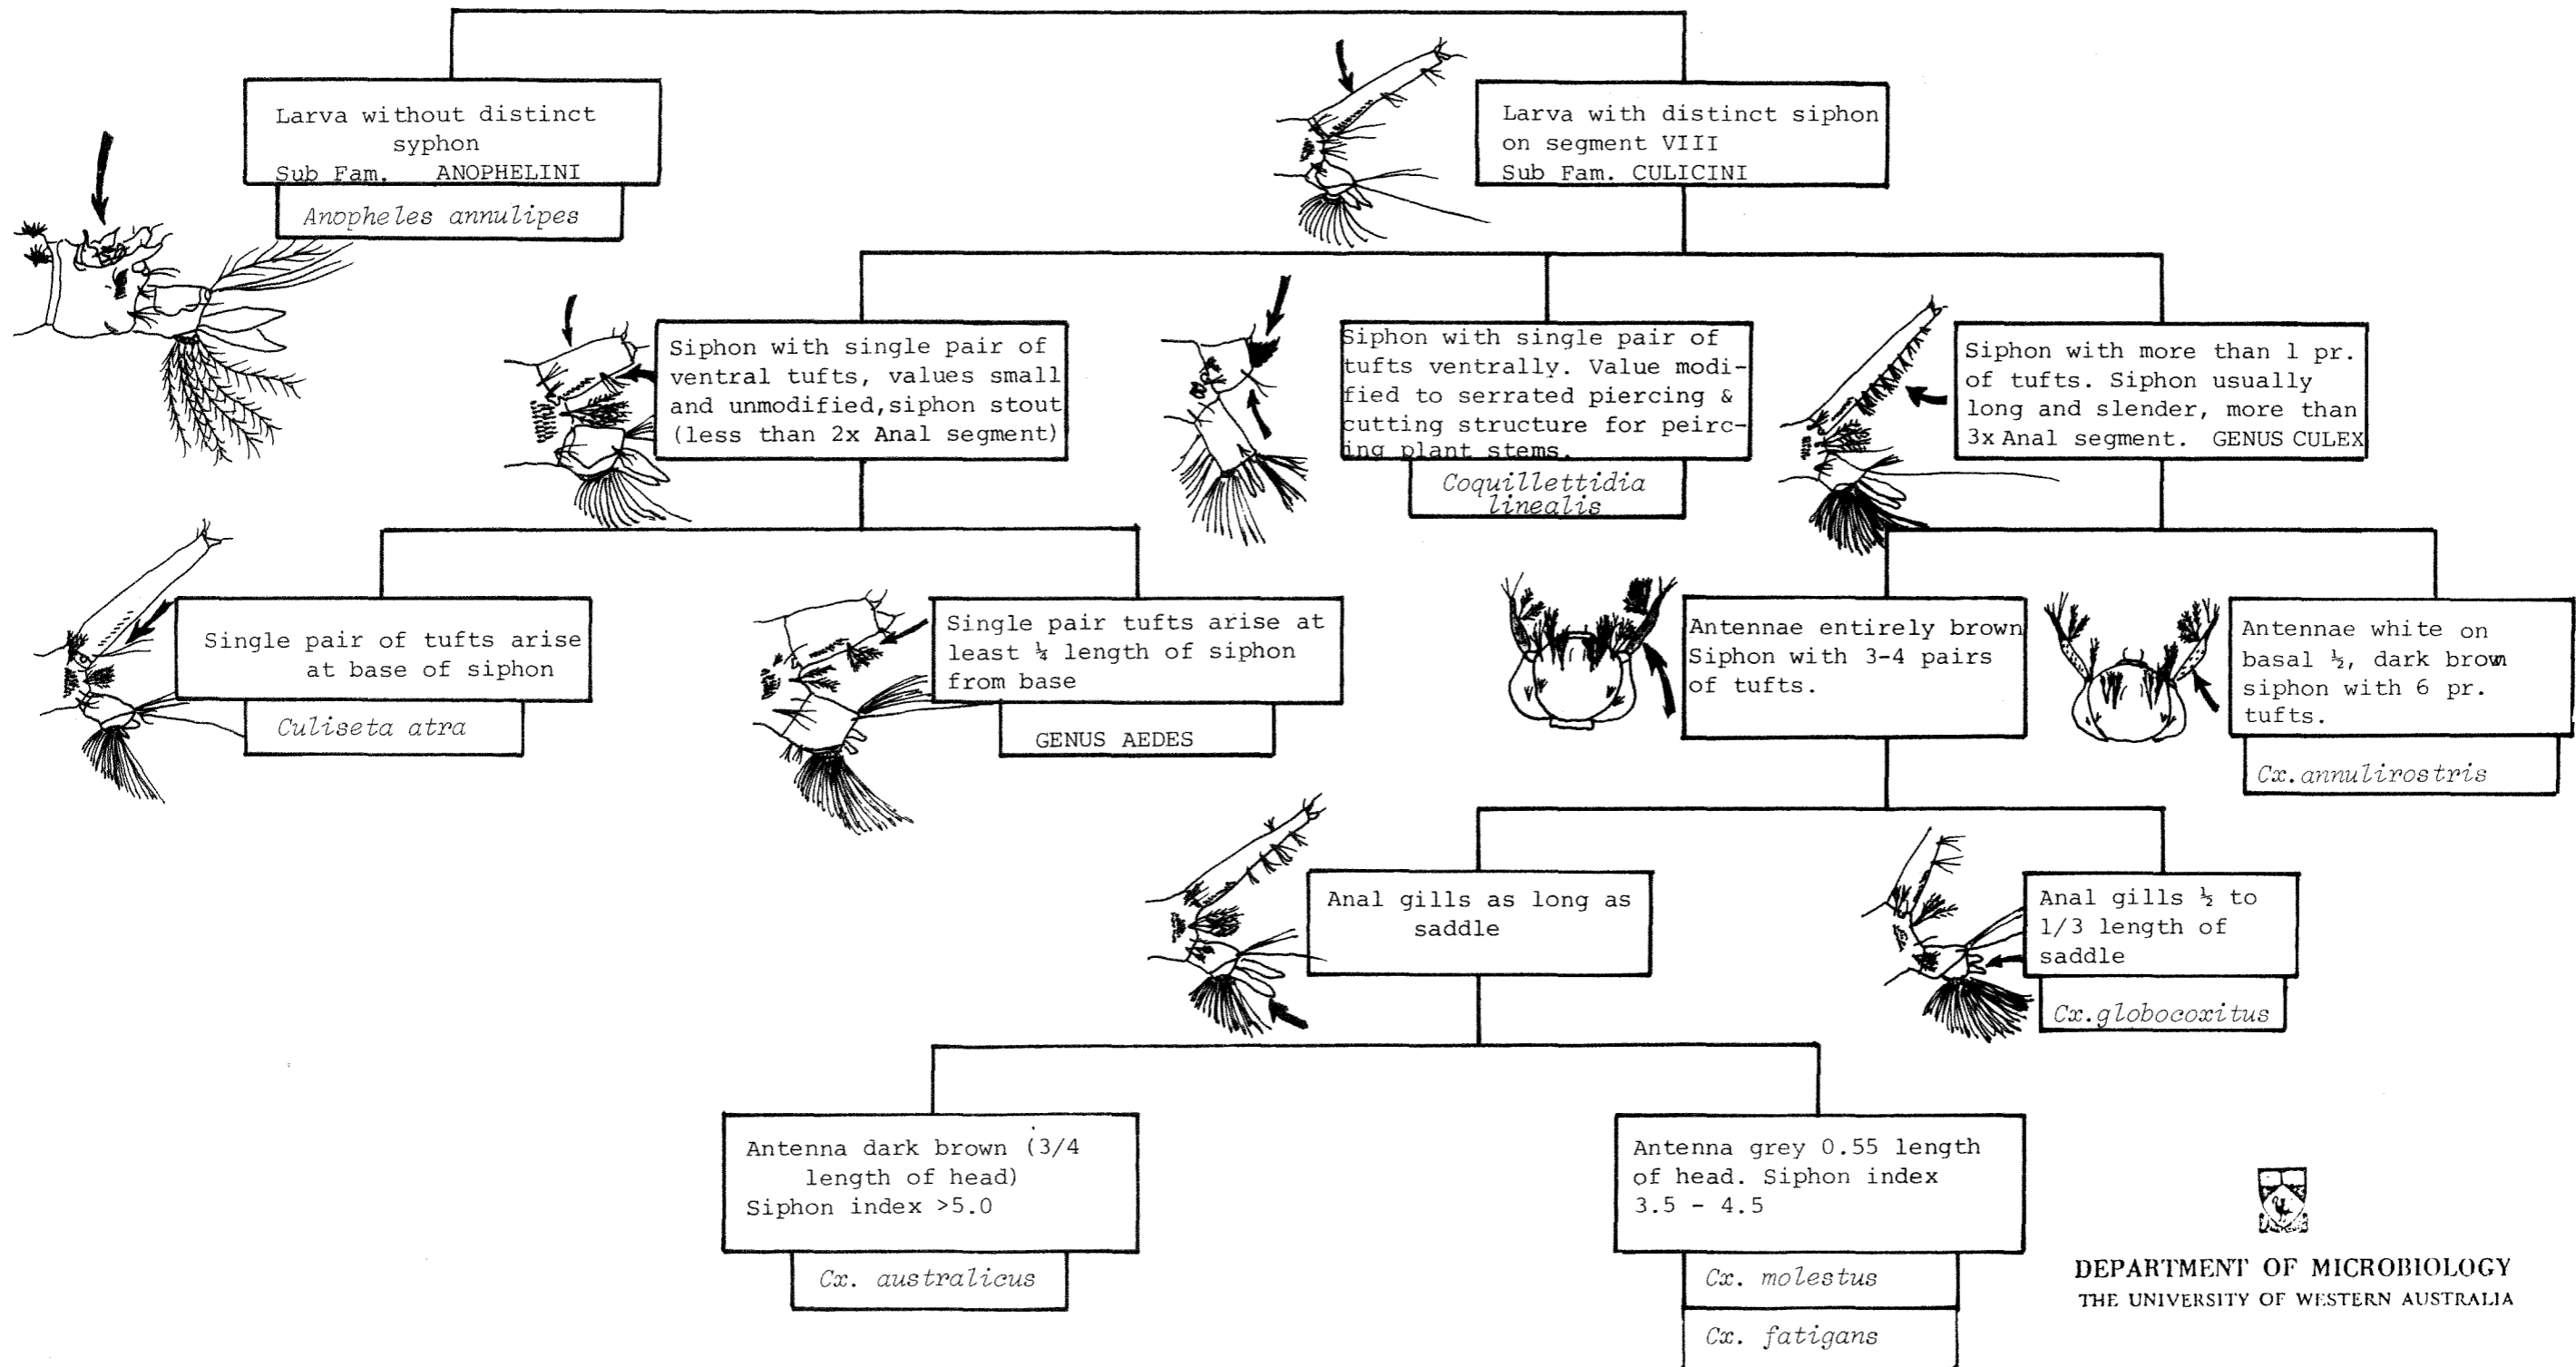 Larva without distinct
syphon
Sub Fam. ANOPHELINI
Anopheles annulipes
Larva with distinct siphon
on segment VIII
Sub Fam. CULICINI
Siphon with single pair of
ventral tufts, values small
and unmodified,siphon stout
(less than 2x Anal segment)
Siphon with single pair of
tufts ventrally. Value modi-
fied to serrated piercing &
cutting structure for peirc-
ing plant stems.
Coquillettidia
linealis
Siphon with more than 1 pr.
of tufts. Siphon usually
long and slender, more than
3x Anal segment. GENUS CULEX
Single pair of tufts arise
at base of siphon
Culiseta atra
Single pair tufts arise at
least ¼ length of siphon
from base
GENUS AEDES
Antennae entirely brown
Siphon with 3-4 pairs
of tufts.
Antennae white on
basal ½, dark brown
siphon with 6 pr.
tufts.
Cx.annulirostris
Anal gills as long as
saddle
Anal gills ½ to
1/3 length of
saddle
Cx.globocoxitus
Antenna dark brown (3/4
length of head)
Siphon index >5.0
Cx. australicus
Antenna grey 0.55 length
of head. Siphon index
3.5 - 4.5
Cx. molestus
Cx. fatigans
DEPARTMENT OF MICROBIOLOGY
THE UNIVERSITY OF WESTERN AUSTRALIA